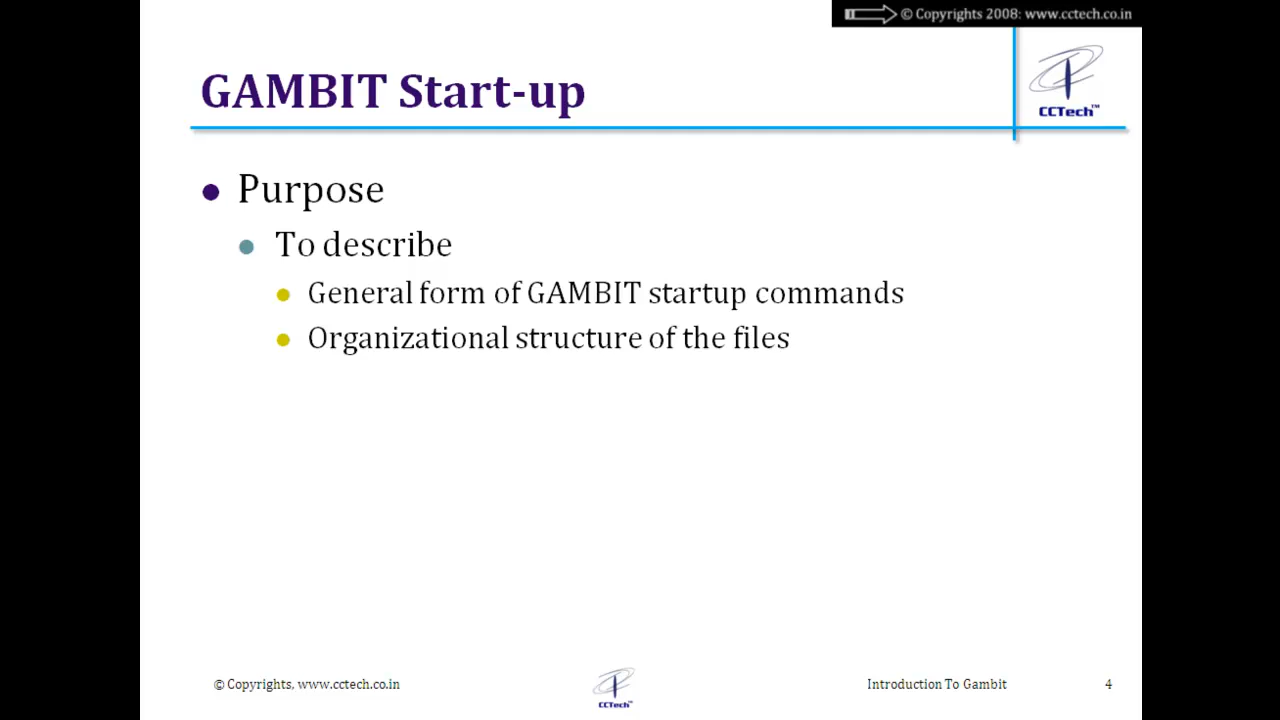 © Copyrights 2008: www.cctech.co.in
GAMBIT Start-up
CCTech™
Purpose
To describe
General form of GAMBIT startup commands
Organizational structure of the files
© Copyrights, www.cctech.co.in
CCTech™
Introduction To Gambit
4